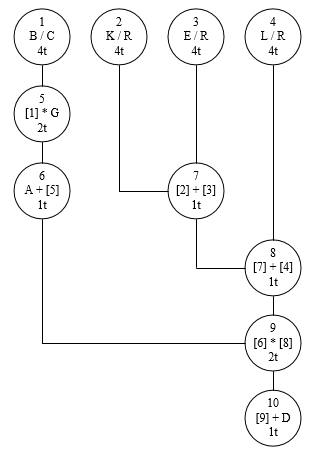 1
B / C
4t
2
K / R
4t
3
E / R
4t
4
L / R
4t
5
[1] * G
2t
6
A + [5]
1t
7
[2] + [3]
1t
8
[7] + [4]
1t
9
[6] * [8]
2t
10
[9] + D
1t